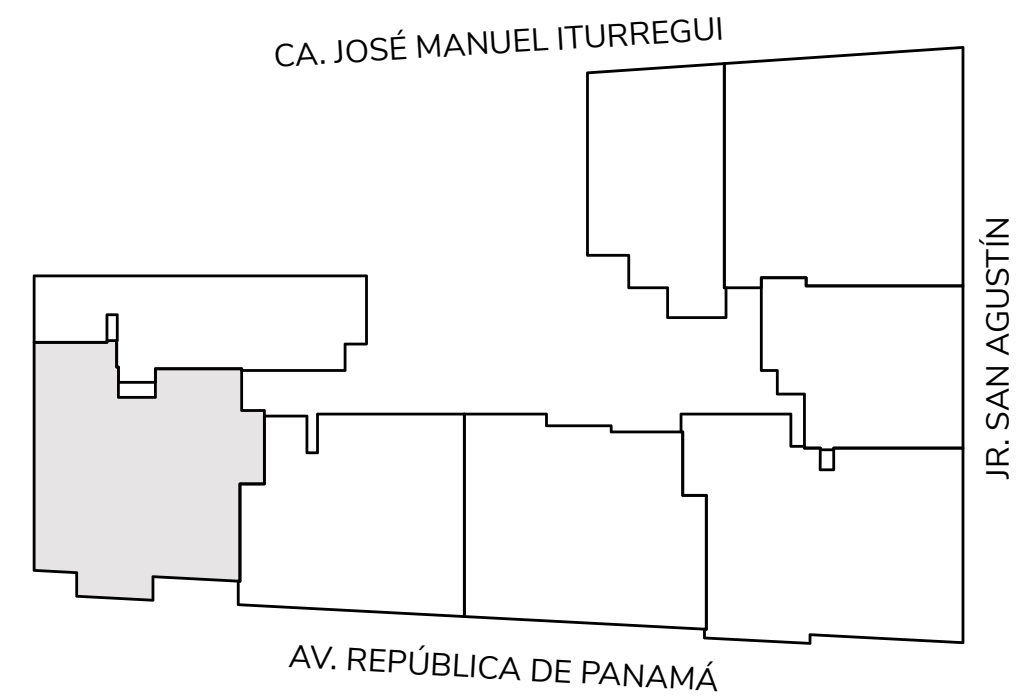 CA. JOSÉ MANUEL ITURREGUI
JR. SAN AGUSTÍN
AV. REPÚBLICA DE PANAMÁ